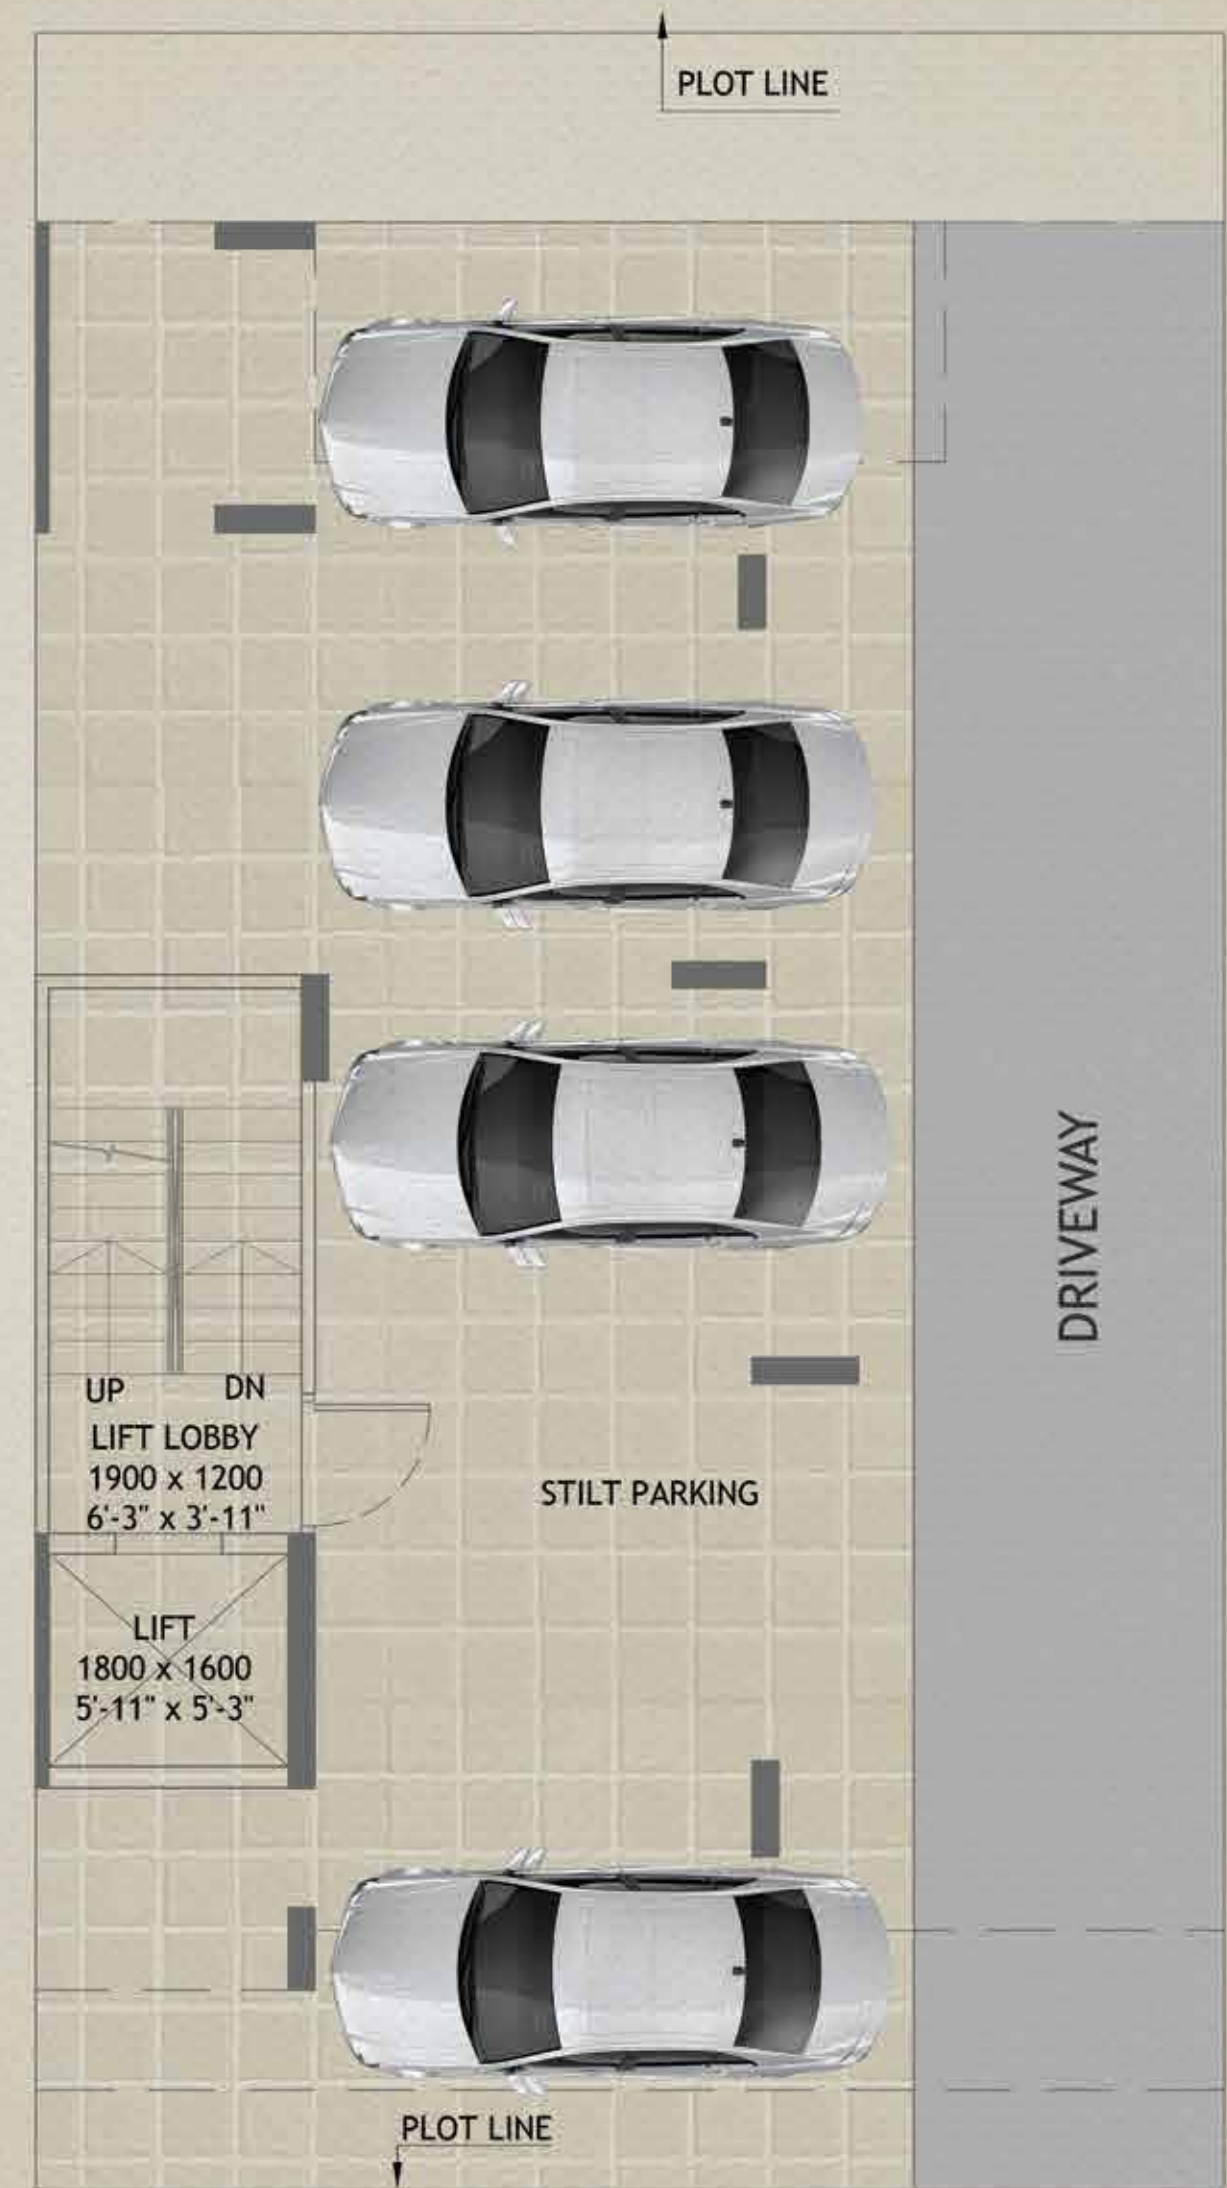 PLOT LINE
DRIVEWAY
UP DN
LIFT LOBBY
1900 x 1200
6'-3" x 3'-11"
STILT PARKING
LIFT
1800 x 1600
5'-11" x 5'-3"
PLOT LINE